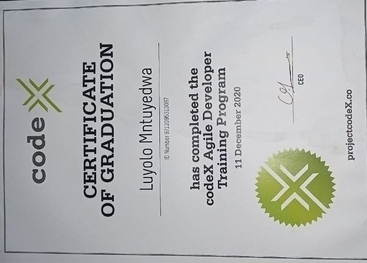 codeX
CERTIFICATE
OF GRADUATION
Luyolo Mntuyedwa
ID Number
has completed the
codeX Agile Developer
Training Program
11 December 2020
CEO
projectcodeX.co